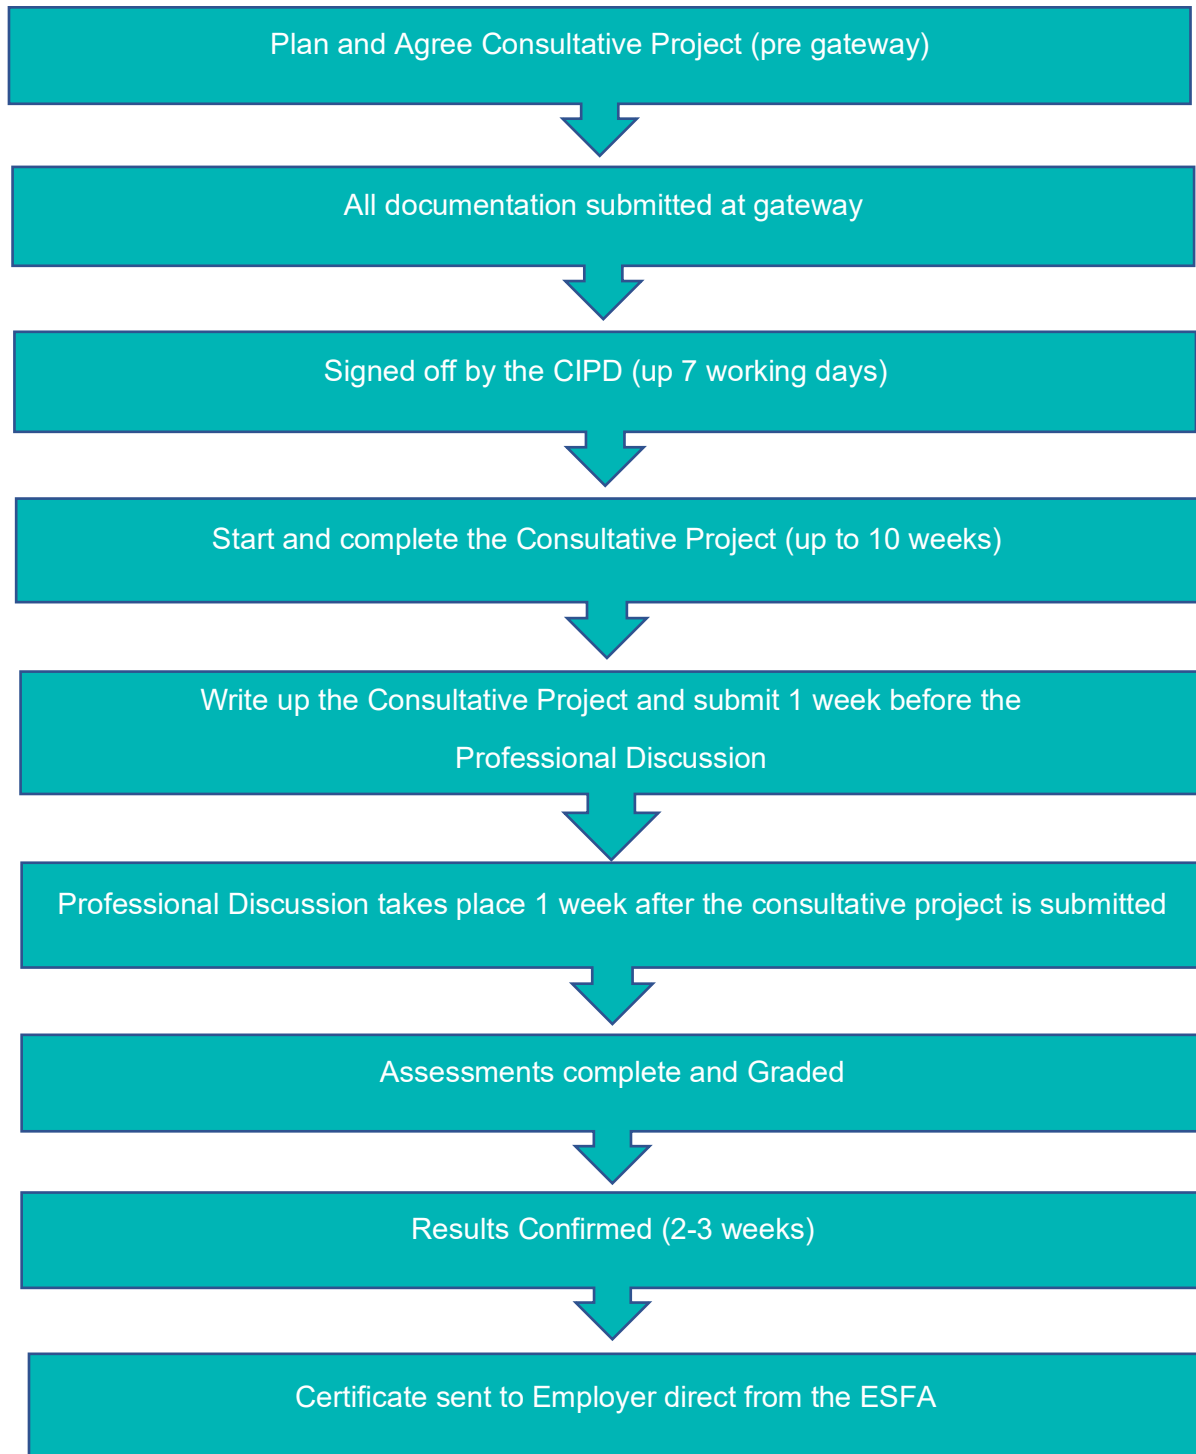 Plan and Agree Consultative Project (pre gateway)
All documentation submitted at gateway
Signed off by the CIPD (up 7 working days)
Start and complete the Consultative Project (up to 10 weeks)
Write up the Consultative Project and submit 1 week before the
Professional Discussion
Professional Discussion takes place 1 week after the consultative project is submitted
Assessments complete and Graded
Results Confirmed (2-3 weeks)
Certificate sent to Employer direct from the ESFA